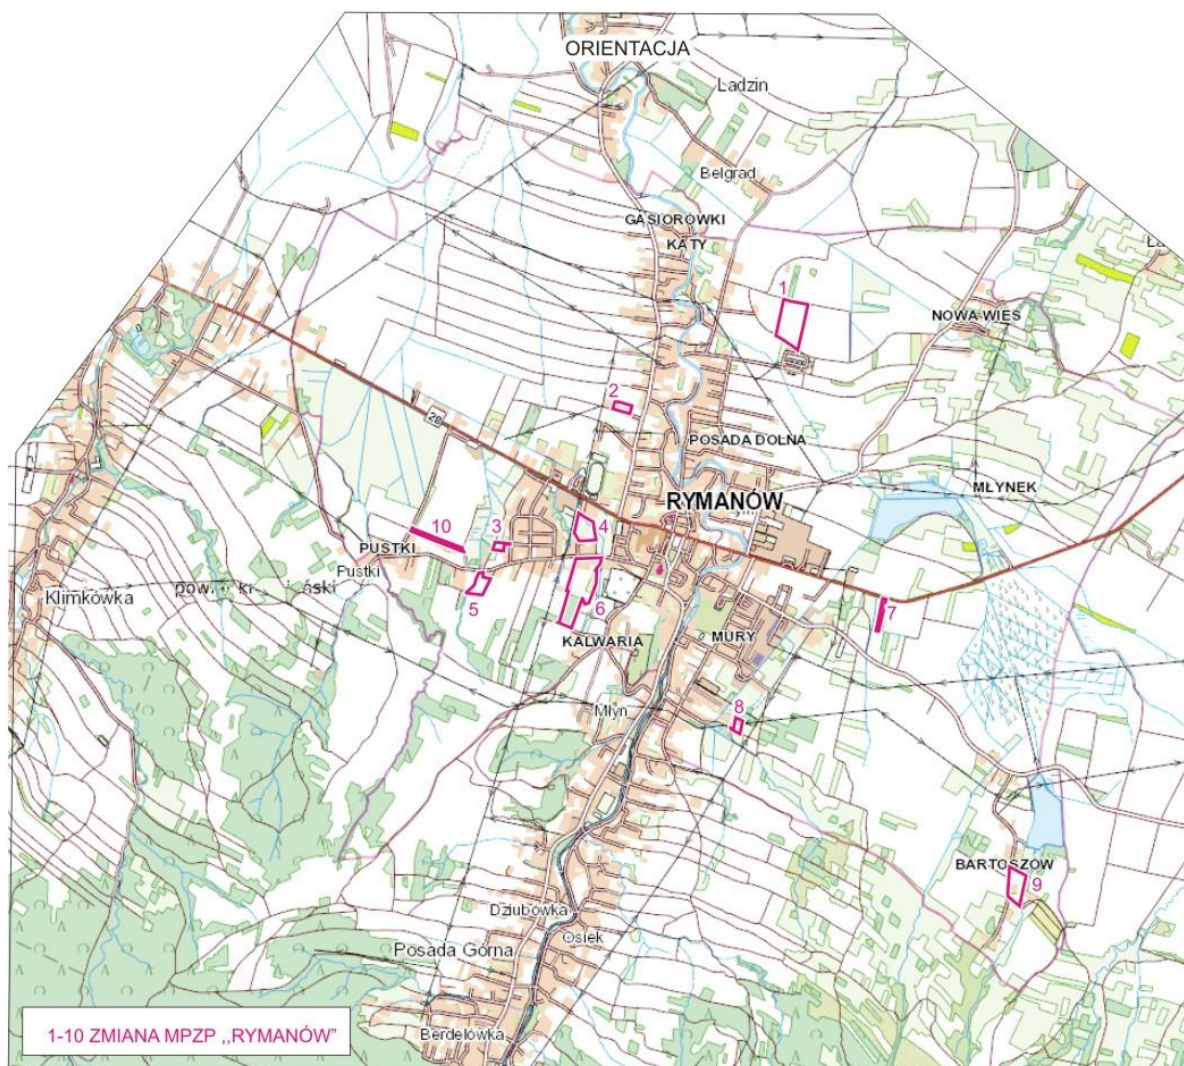 ORIENTACJA
Ladzin
Belgrad
GĄSIORÓWKI
KĄTY
1
NOWA WIEŚ
2
28
POSADA DOLNA
RYMANÓW
MŁYNEK
10
3
4
PUSTKI
Pustki
Klimkówka
5
6
7
KALWARIA
MURY
Młyn
8
BARTOSZÓW
9
Dziubówka
Osiek
Posada Górna
Berdelówka
1-10 ZMIANA MPZP ,,RYMANÓW"